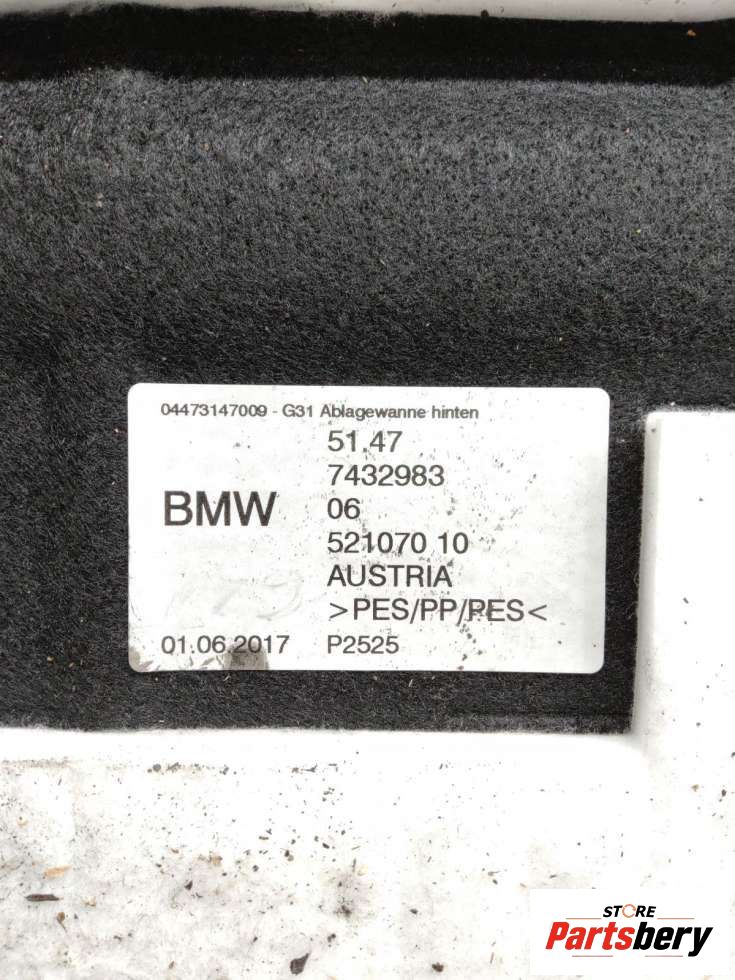 04473147009 - G31 Ablagewanne hinten
51.47
7432983
BMW 06
521070 10
AUSTRIA
>PES/PP/PES<
01.06.2017 P2525
STORE
Partsbery